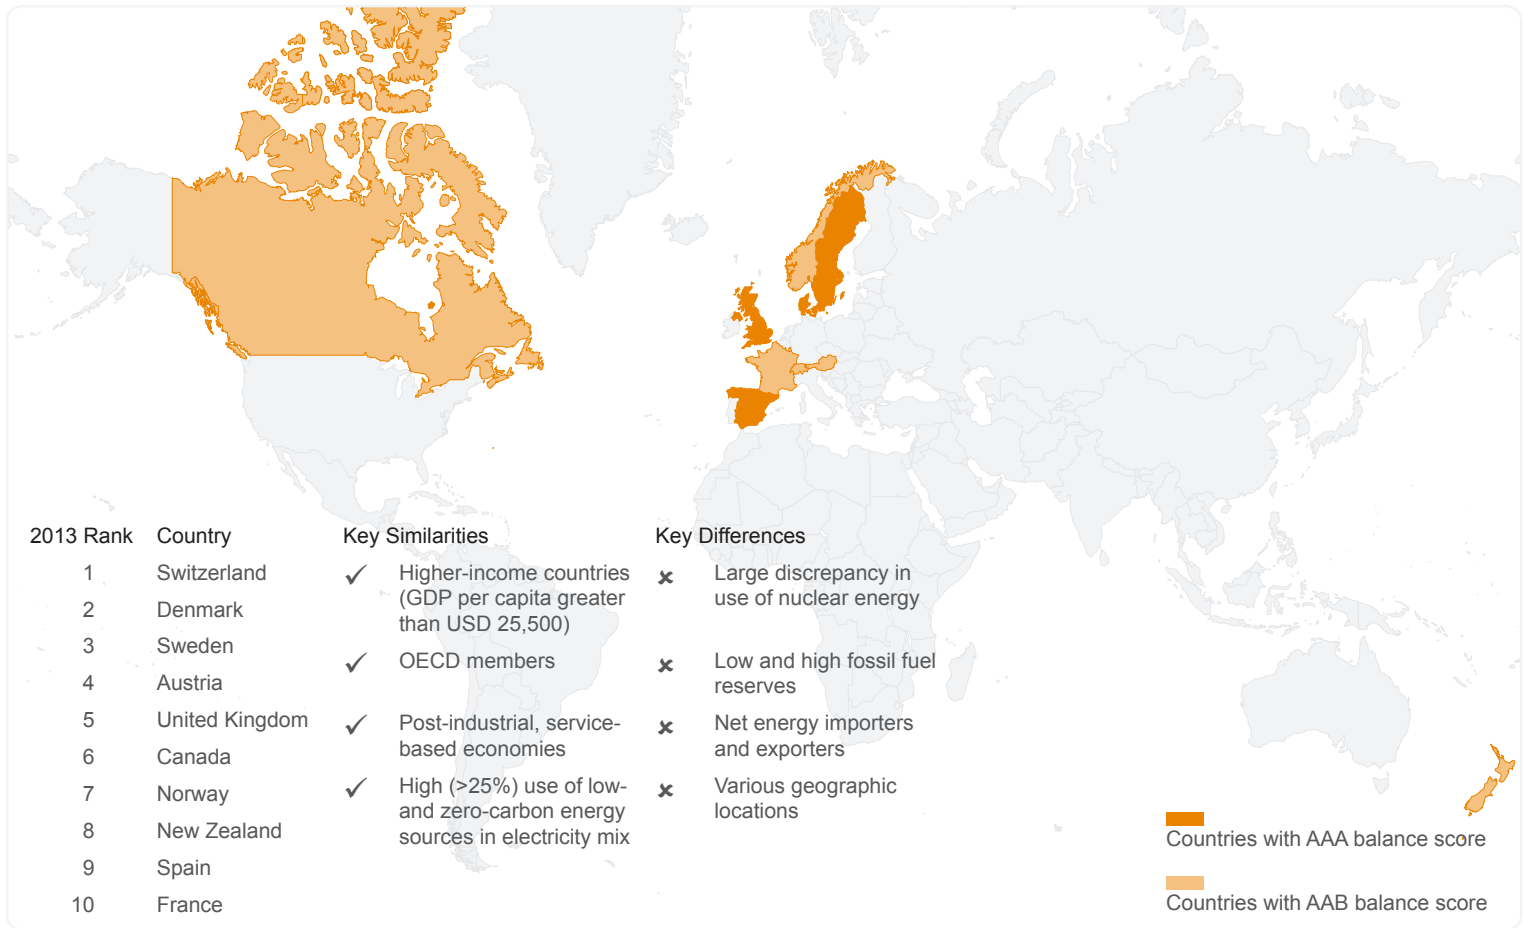 2013 Rank Country
1 Switzerland
2 Denmark
3 Sweden
4 Austria
5 United Kingdom
6 Canada
7 Norway
8 New Zealand
9 Spain
10 France
Key Similarities
✓ Higher-income countries
(GDP per capita greater
than USD 25,500)
✓ OECD members
✓ Post-industrial, service-
based economies
✓ High (>25%) use of low-
and zero-carbon energy
sources in electricity mix
Key Differences
✘ Large discrepancy in
use of nuclear energy
✘ Low and high fossil fuel
reserves
✘ Net energy importers
and exporters
✘ Various geographic
locations
Countries with AAA balance score
Countries with AAB balance score